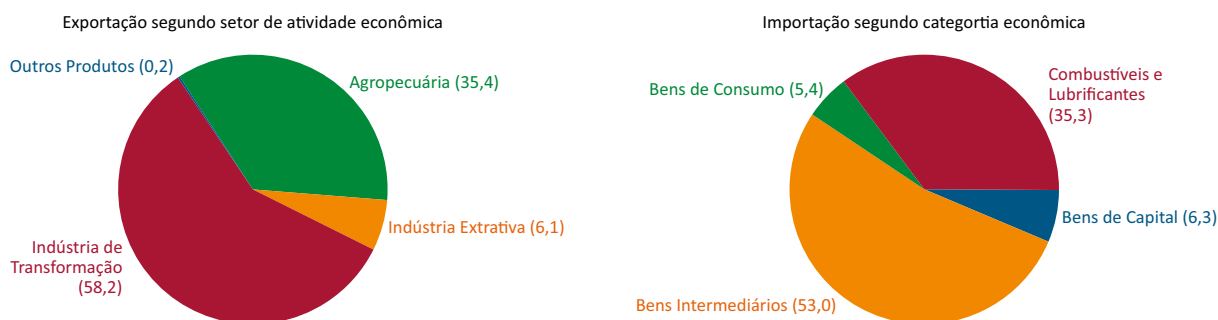 Exportação segundo setor de atividade econômica
Outros Produtos (0,2)
Agropecuária (35,4)
Indústria Extrativa (6,1)
Indústria de
Transformação
(58,2)
Importação segundo categortia econômica
Bens de Consumo (5,4)
Combustíveis e
Lubrificantes
(35,3)
Bens de Capital (6,3)
Bens Intermediários (53,0)